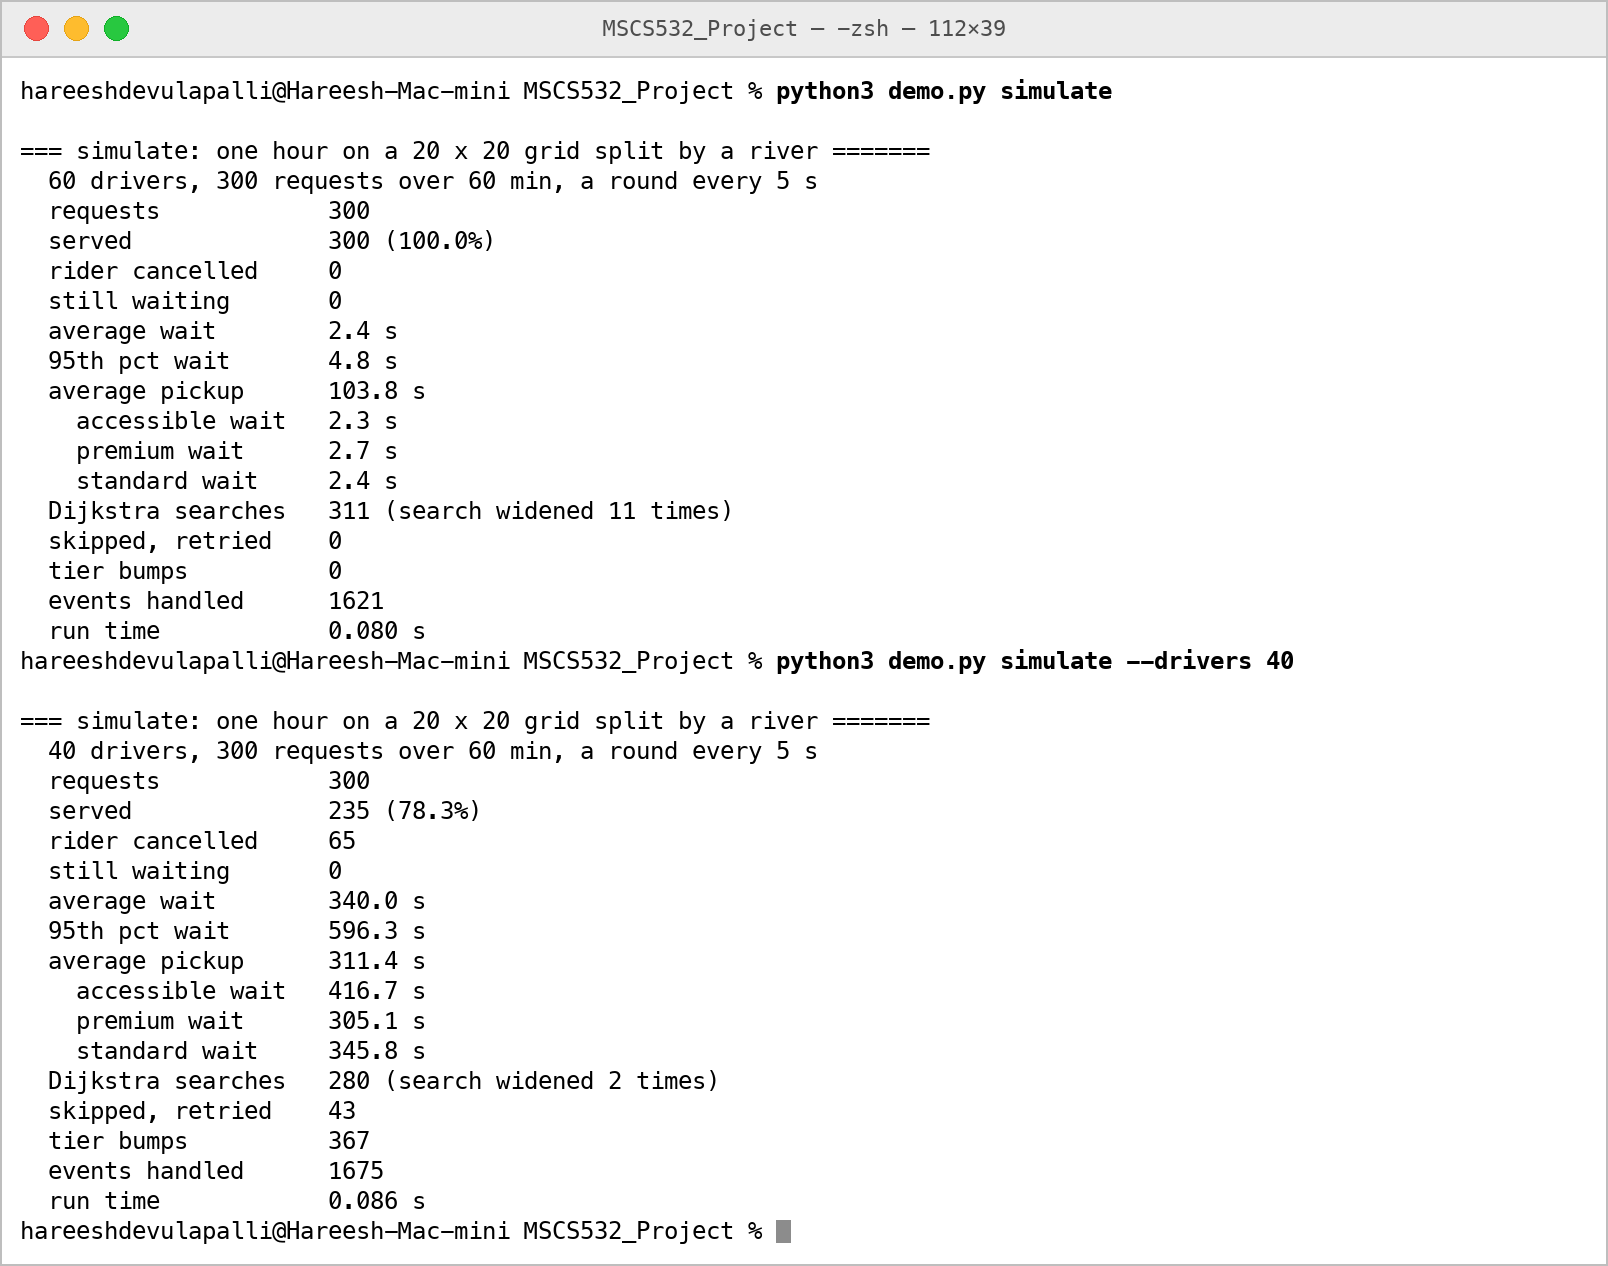 MSCS532_Project — -zsh — 112×39
hareeshdevulapalli@Hareesh-Mac-mini MSCS532_Project % python3 demo.py simulate
=== simulate: one hour on a 20 x 20 grid split by a river =======
  60 drivers, 300 requests over 60 min, a round every 5 s
  requests            300
  served              300 (100.0%)
  rider cancelled     0
  still waiting       0
  average wait        2.4 s
  95th pct wait       4.8 s
  average pickup      103.8 s
    accessible wait   2.3 s
    premium wait      2.7 s
    standard wait     2.4 s
  Dijkstra searches   311 (search widened 11 times)
  skipped, retried    0
  tier bumps          0
  events handled      1621
  run time            0.080 s
hareeshdevulapalli@Hareesh-Mac-mini MSCS532_Project % python3 demo.py simulate --drivers 40
=== simulate: one hour on a 20 x 20 grid split by a river =======
  40 drivers, 300 requests over 60 min, a round every 5 s
  requests            300
  served              235 (78.3%)
  rider cancelled     65
  still waiting       0
  average wait        340.0 s
  95th pct wait       596.3 s
  average pickup      311.4 s
    accessible wait   416.7 s
    premium wait      305.1 s
    standard wait     345.8 s
  Dijkstra searches   280 (search widened 2 times)
  skipped, retried    43
  tier bumps          367
  events handled      1675
  run time            0.086 s
hareeshdevulapalli@Hareesh-Mac-mini MSCS532_Project %